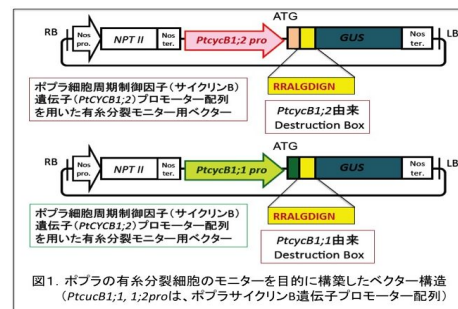 ATG
RB
Nos pro.
NPT II
Nos ter.
PtcycB1;2 pro
GUS
Nos ter.
LB
ポプラ細胞周期制御因子(サイクリンB)
遺伝子(PtCYCB1;2)プロモーター配列
を用いた有糸分裂モニター用ベクター
RRALGDIGN
PtcycB1;2由来
Destruction Box
ATG
RB
Nos pro.
NPT II
Nos ter.
PtcycB1;1 pro
GUS
Nos ter.
LB
ポプラ細胞周期制御因子(サイクリンB)
遺伝子(PtCYCB1;2)プロモーター配列
を用いた有糸分裂モニター用ベクター
RRALGDIGN
PtcycB1;1由来
Destruction Box
図1. ポプラの有糸分裂細胞のモニターを目的に構築したベクター構造
(PtcucB1;1, 1;2proは、ポプラサイクリンB遺伝子プロモーター配列)